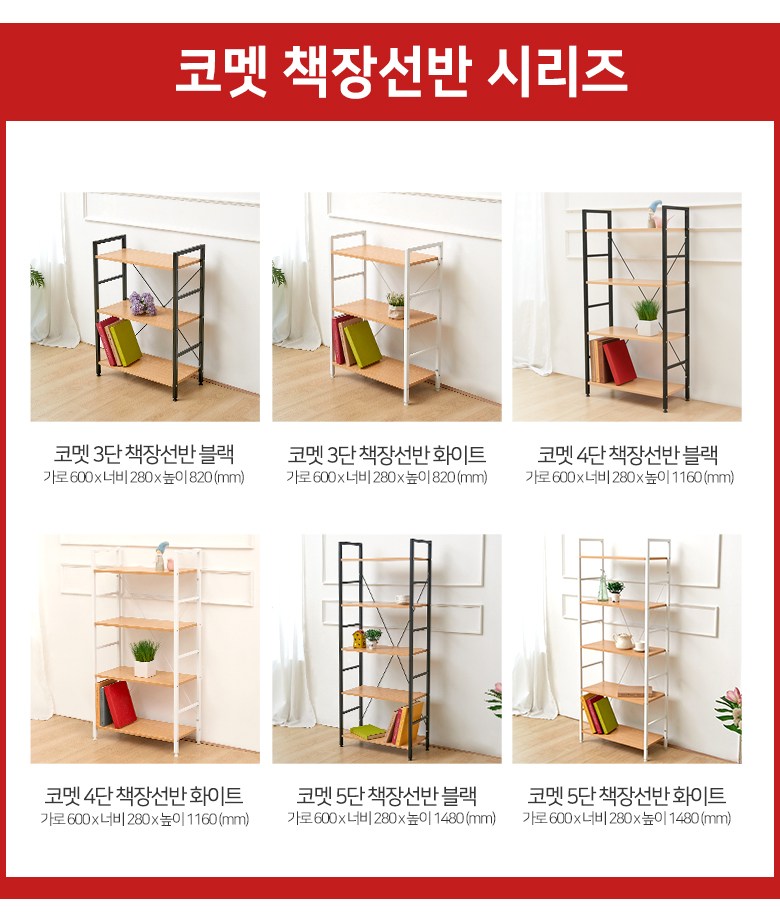 코멧 책장선반 시리즈
코멧 3단 책장선반 블랙
가로 600 x 너비 280 x 높이 820 (mm)
코멧 3단 책장선반 화이트
가로 600 x 너비 280 x 높이 820 (mm)
코멧 4단 책장선반 블랙
가로 600 x 너비 280 x 높이 1160 (mm)
코멧 4단 책장선반 화이트
가로 600 x 너비 280 x 높이 1160 (mm)
코멧 5단 책장선반 블랙
가로 600 x 너비 280 x 높이 1480 (mm)
코멧 5단 책장선반 화이트
가로 600 x 너비 280 x 높이 1480 (mm)